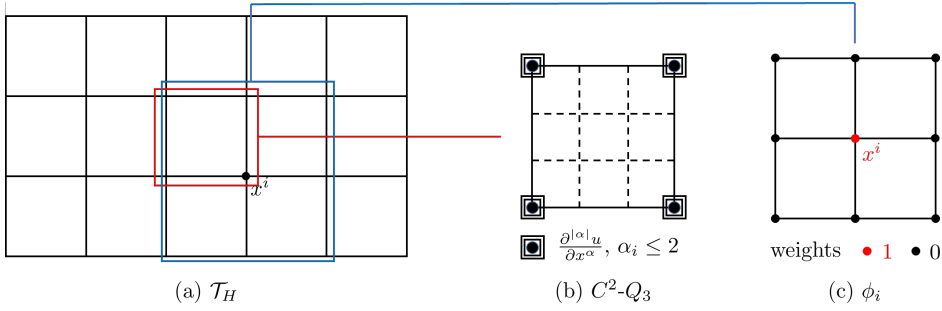 x^i
x^i
∂^{|α|}u/∂x^α, α_i ≤ 2
weights 1 0
(a) 𝒯_H (b) C^2-Q_3 (c) ϕ_i